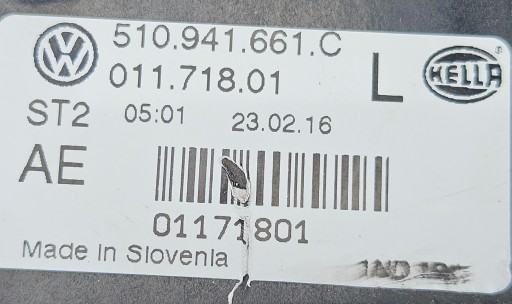 510.941.661.C
011.718.01
L
HELLA
ST2 05:01 23.02.16
AE
01171801
Made In Slovenia